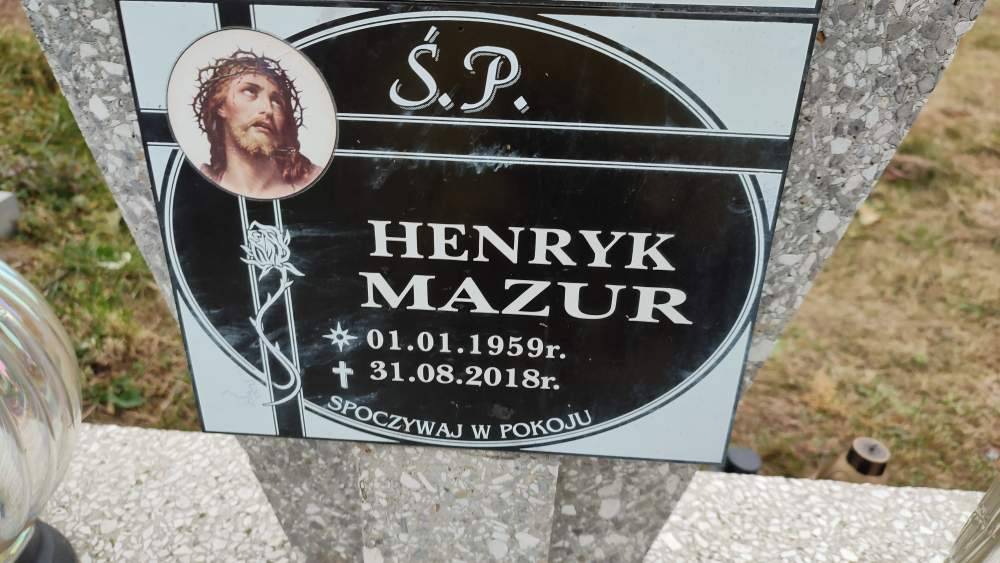 Ś.P.
HENRYK
MAZUR
01.01.1959r.
31.08.2018r.
SPOCZYWAJ W POKOJU